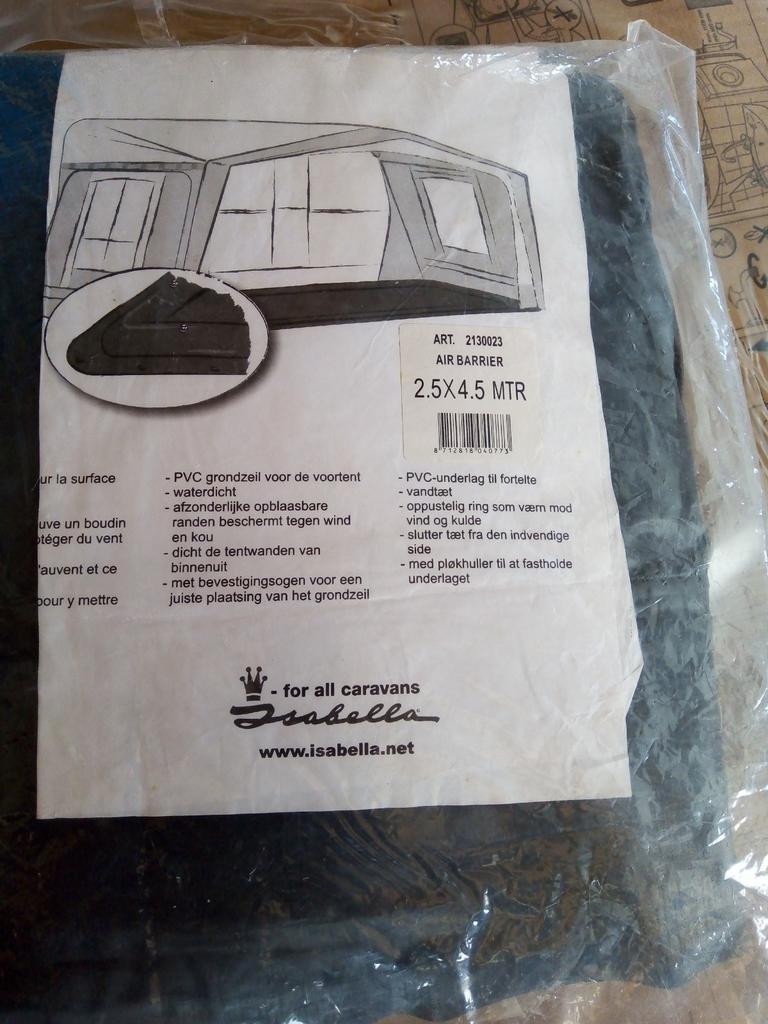 ART. 2130023
AIR BARRIER
2.5X4.5 MTR
8 712818 040773
ur la surface
uve un boudin
otéger du vent
'auvent et ce
pour y mettre
- PVC grondzeil voor de voortent
- waterdicht
- afzonderlijke opblaasbare
randen beschermt tegen wind
en kou
- dicht de tentwanden van
binnenuit
- met bevestigingsogen voor een
juiste plaatsing van het grondzeil
- PVC-underlag til fortelte
- vandtæt
- oppustelig ring som værn mod
vind og kulde
- slutter tæt fra den indvendige
side
- med pløkhuller til at fastholde
underlaget
- for all caravans
Isabella
www.isabella.net